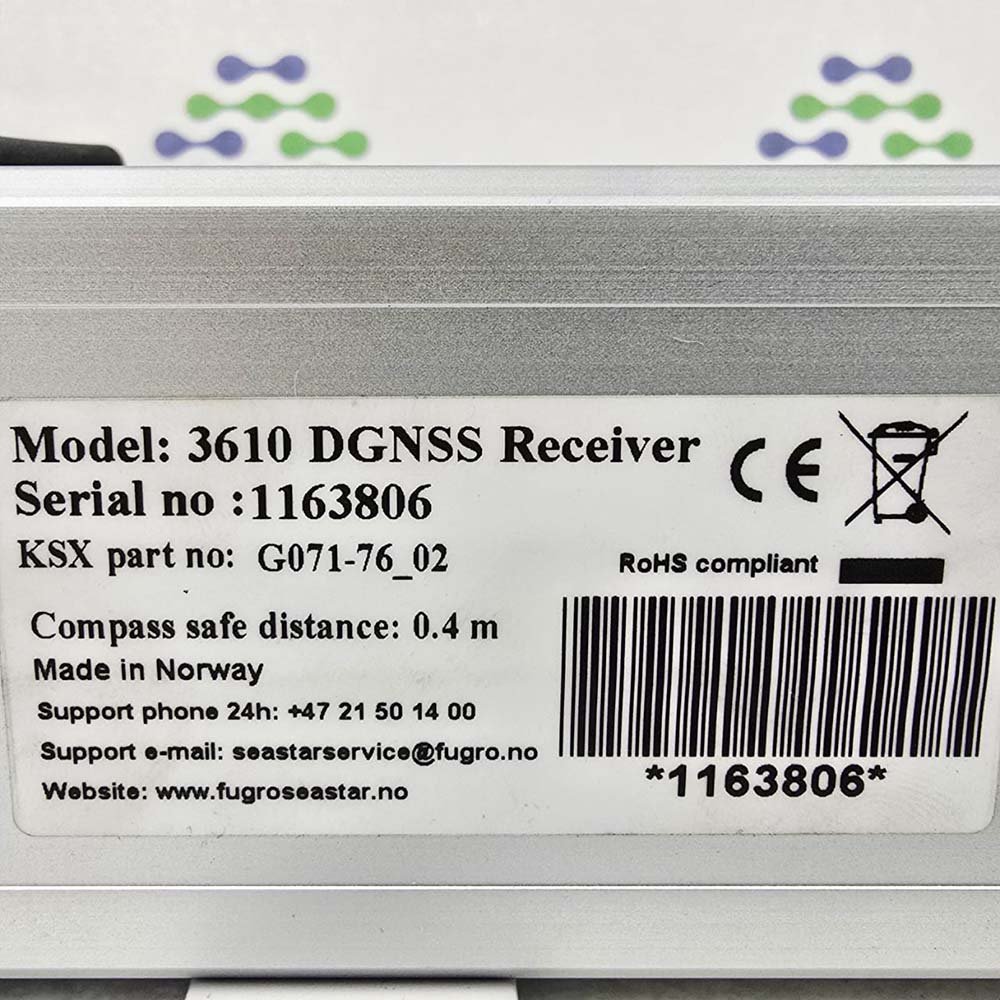 Model: 3610 DGNSS Receiver
Serial no :1163806
KSX part no: G071-76_02
CE
RoHS compliant
Compass safe distance: 0.4 m
Made in Norway
Support phone 24h: +47 21 50 14 00
Support e-mail: seastarservice@fugro.no
Website: www.fugroseastar.no
*1163806*